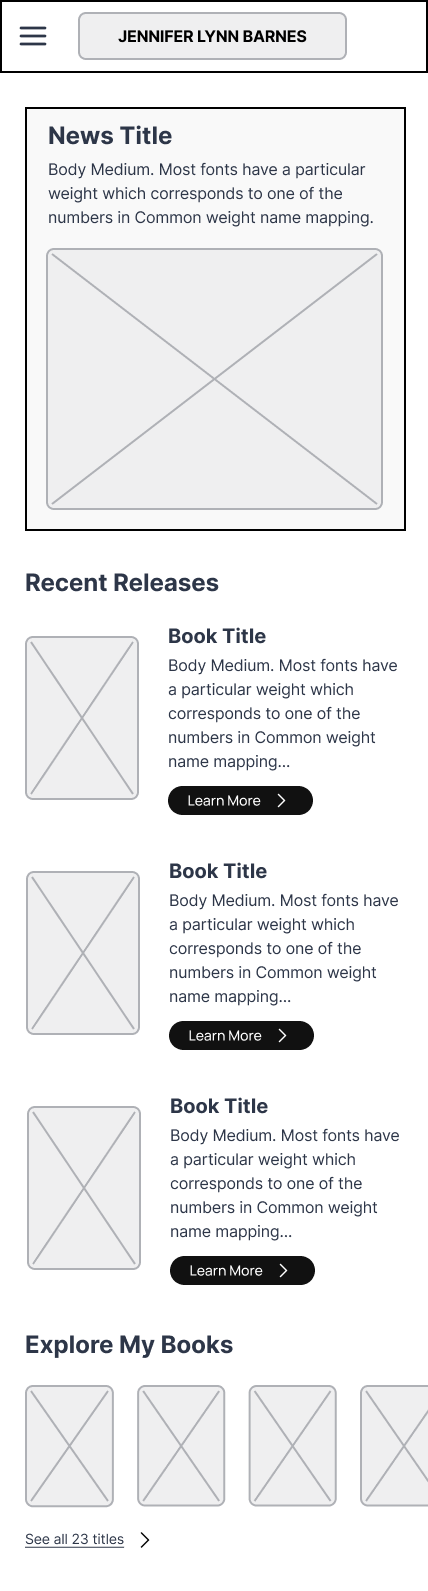 JENNIFER LYNN BARNES
News Title
Body Medium. Most fonts have a particular
weight which corresponds to one of the
numbers in Common weight name mapping.
Recent Releases
Book Title
Body Medium. Most fonts have
a particular weight which
corresponds to one of the
numbers in Common weight
name mapping...
Learn More
Book Title
Body Medium. Most fonts have
a particular weight which
corresponds to one of the
numbers in Common weight
name mapping...
Learn More
Book Title
Body Medium. Most fonts have
a particular weight which
corresponds to one of the
numbers in Common weight
name mapping...
Learn More
Explore My Books
See all 23 titles